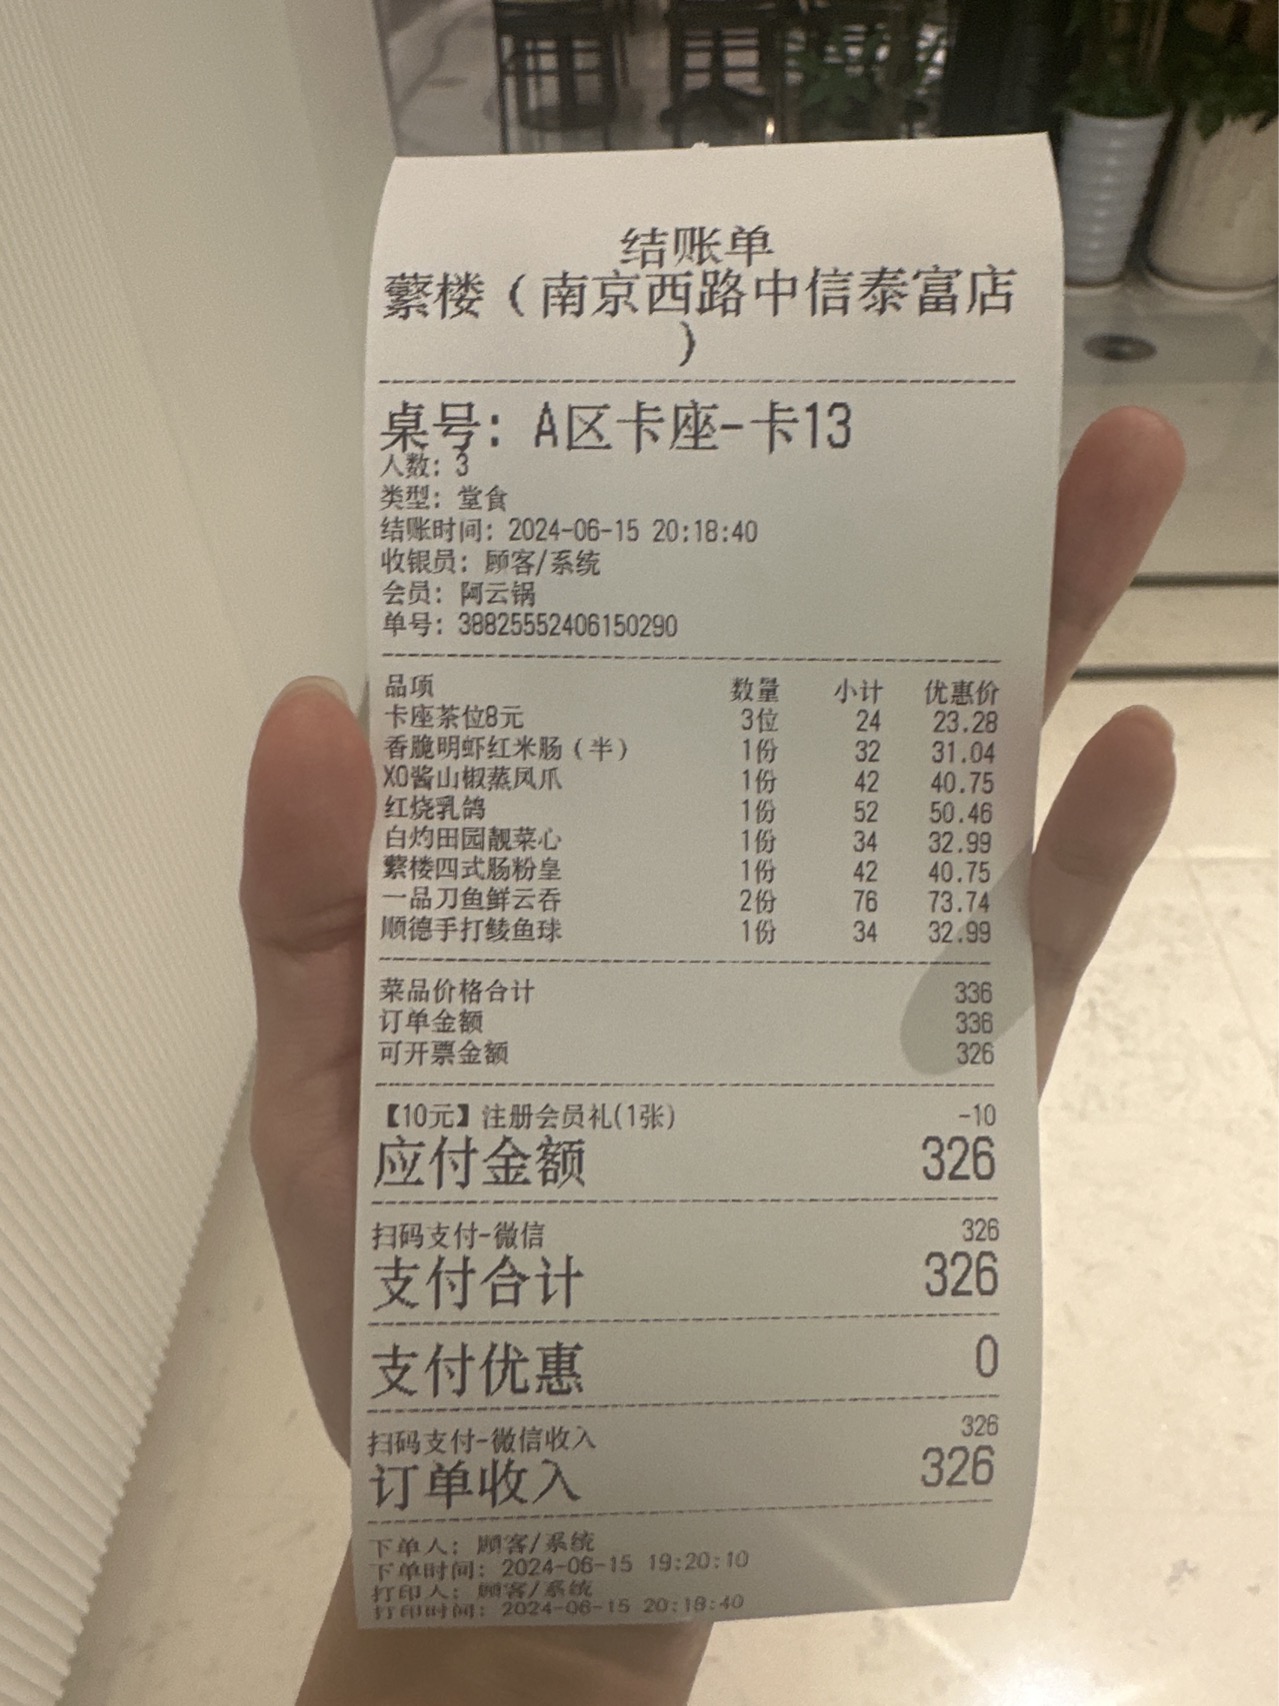 结账单
蘩楼（南京西路中信泰富店
）
桌号: A区卡座-卡13
人数: 3
类型: 堂食
结账时间: 2024-06-15 20:18:40
收银员: 顾客/系统
会员: 阿云锅
单号: 38825552406150290
品项 数量 小计 优惠价
卡座茶位8元 3位 24 23.28
香脆明虾红米肠（半） 1份 32 31.04
XO酱山椒蒸凤爪 1份 42 40.75
红烧乳鸽 1份 52 50.46
白灼田园靓菜心 1份 34 32.99
蘩楼四式肠粉皇 1份 42 40.75
一品刀鱼鲜云吞 2份 76 73.74
顺德手打鲮鱼球 1份 34 32.99
菜品价格合计 336
订单金额 336
可开票金额 326
【10元】注册会员礼(1张) -10
应付金额 326
扫码支付-微信 326
支付合计 326
支付优惠 0
扫码支付-微信收入 326
订单收入 326
下单人: 顾客/系统
下单时间: 2024-06-15 19:20:10
打印人: 顾客/系统
打印时间: 2024-06-15 20:18:40